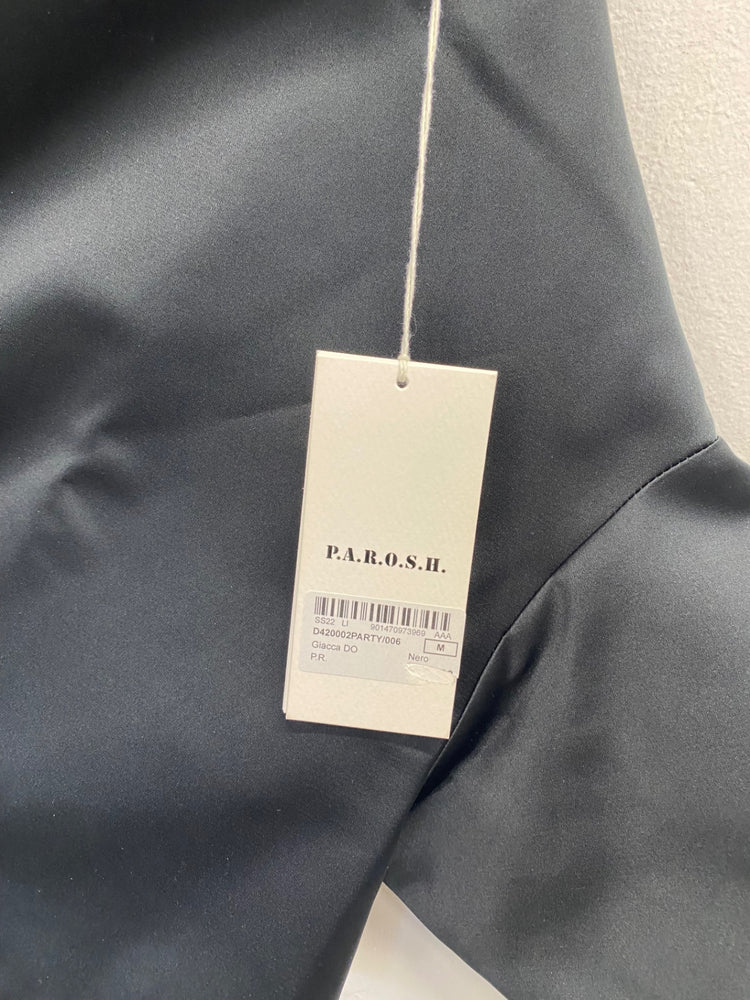 P.A.R.O.S.H.
SS22 LI 901470973969 AAA
D420002PARTY/006 M
Giacca DO Nero
P.R.